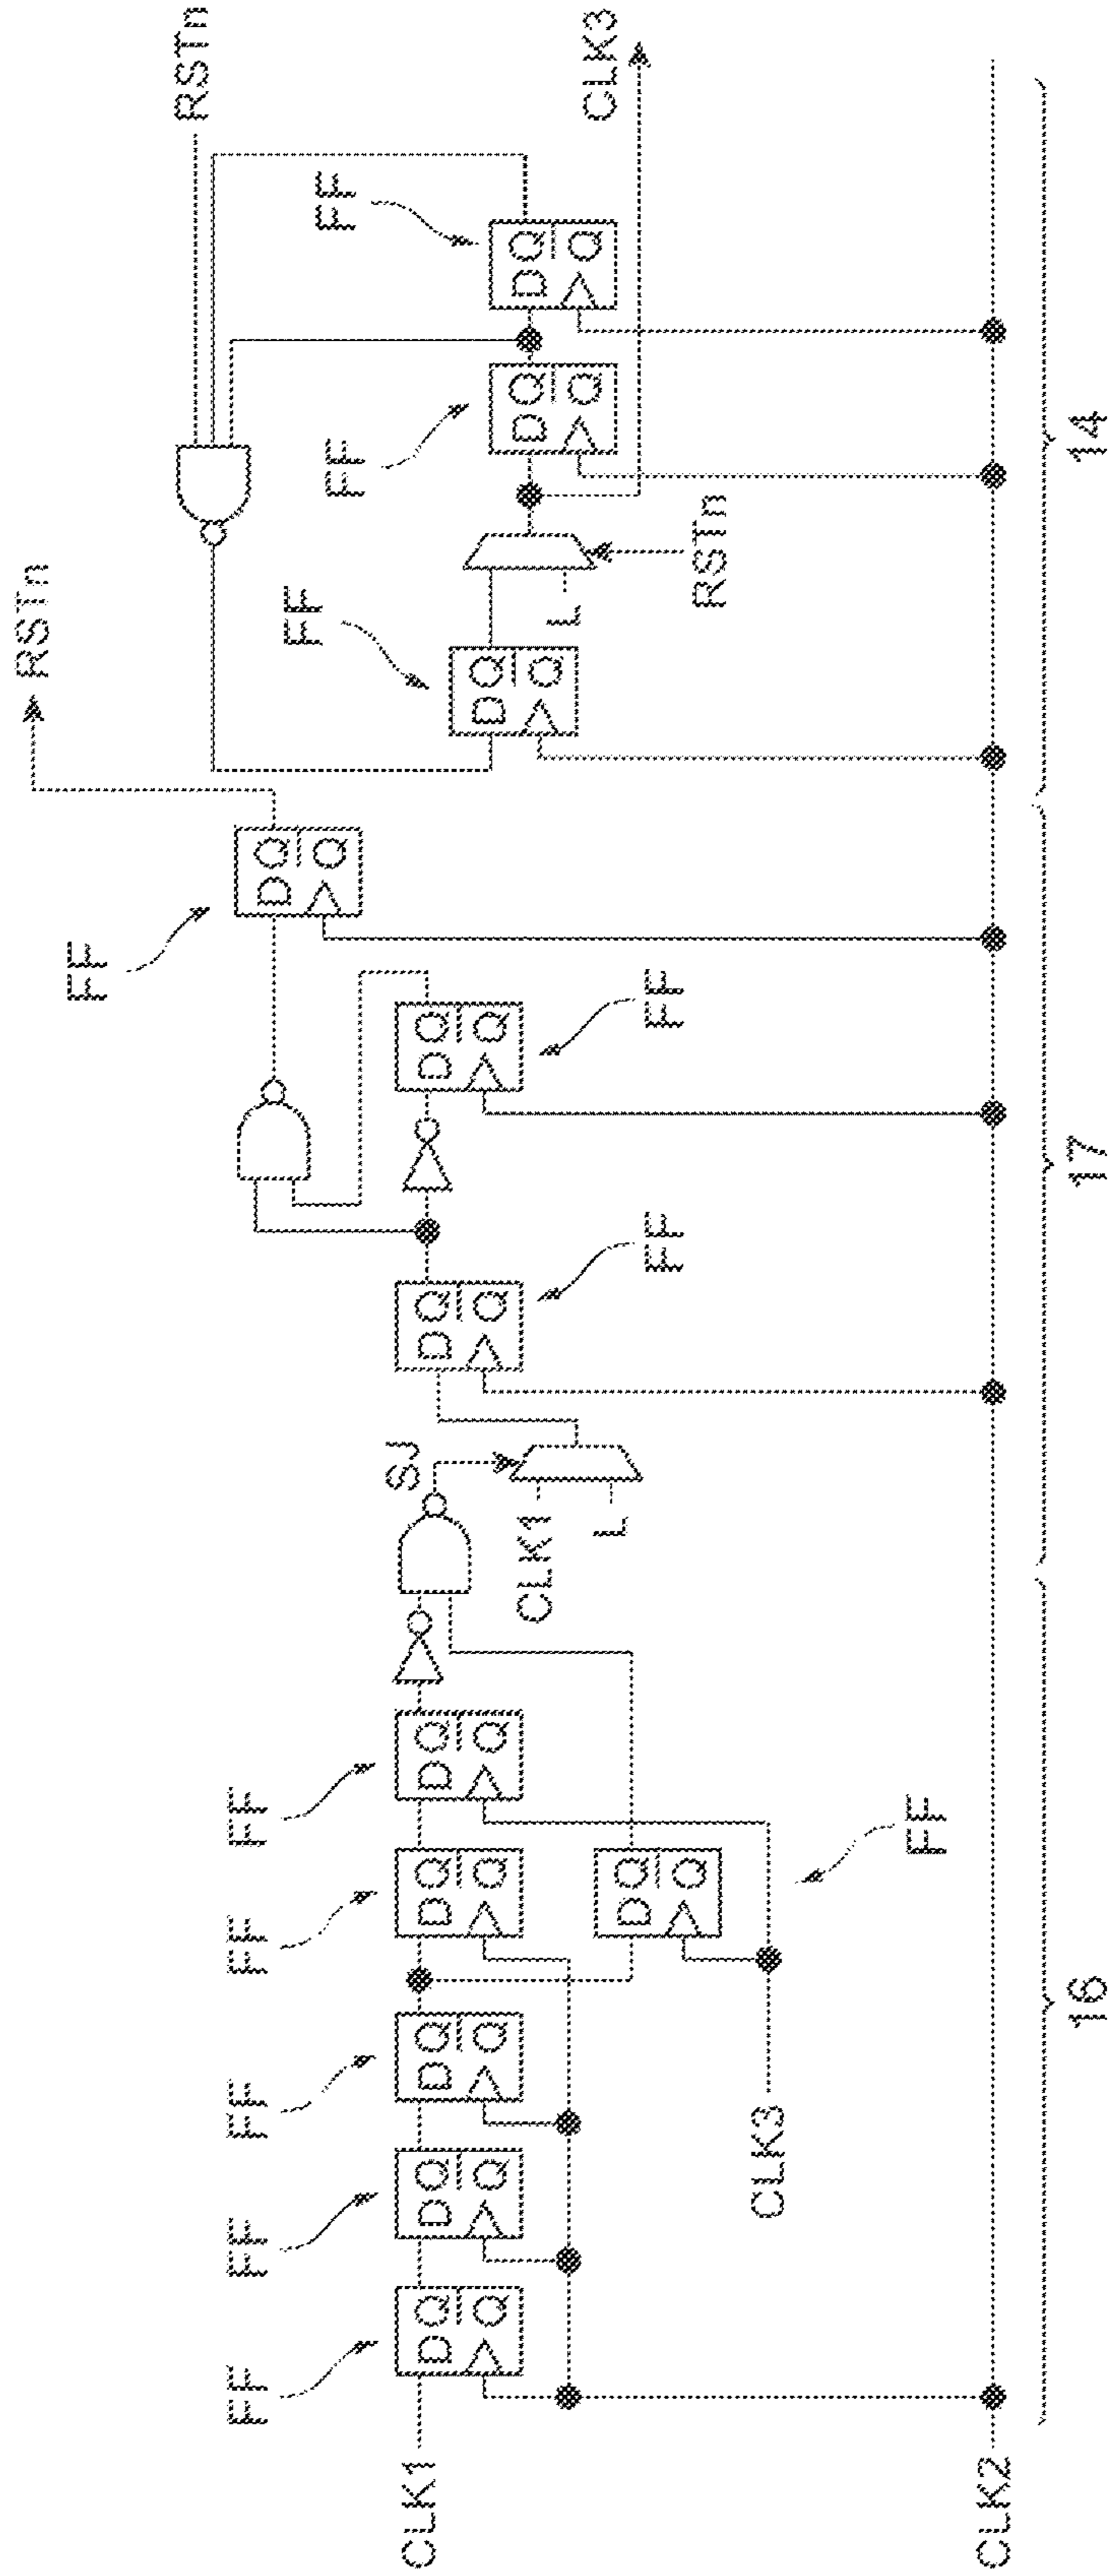 RSTn
FF
RSTn
FF FF FF FF FF
D Q
Q̅
FF
FF
FF
SJ
CLK1
D Q D Q D Q D Q D Q
Q̅ Q̅ Q̅ Q̅ Q̅
D Q D Q
Q̅ Q̅
D Q
Q̅
D Q D Q
Q̅ Q̅
CLK1
L
L
CLK3
D Q
Q̅
FF FF
RSTn
CLK3
FF
CLK2
16 17 14